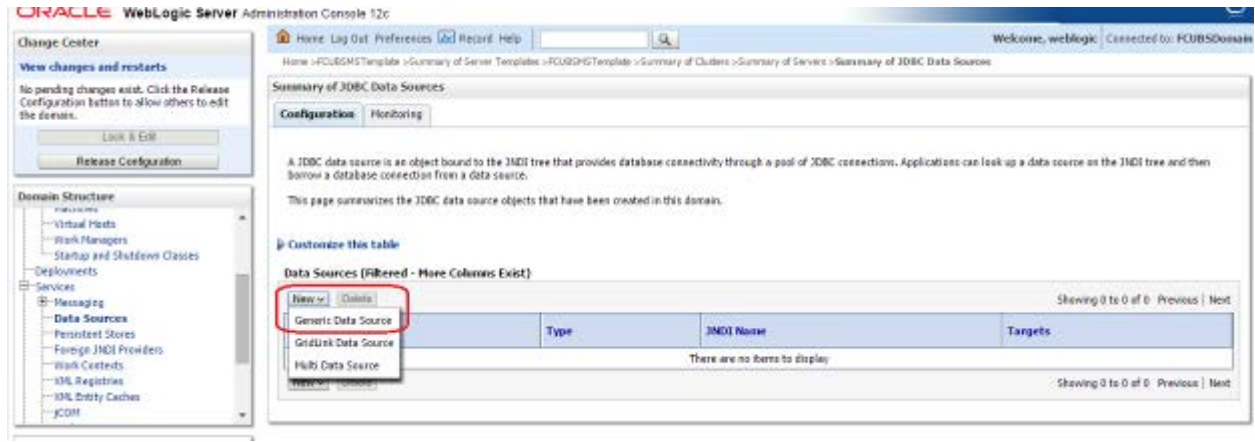 ORACLE WebLogic Server Administration Console 12c
Change Center
View changes and restarts
No pending changes exist. Click the Release
Configuration button to allow others to edit
the domain.
Lock & Edit
Release Configuration
Domain Structure
Machines
Virtual Hosts
Work Managers
Startup and Shutdown Classes
Deployments
Services
Messaging
Data Sources
Persistent Stores
Foreign JNDI Providers
Work Contexts
XML Registries
XML Entity Caches
jCOM
Home Log Out Preferences Record Help
Welcome, weblogic Connected to: FCUBSDomain
Home >FCUBSMSTemplate >Summary of Server Templates >FCUBSMSTemplate >Summary of Clusters >Summary of Servers >Summary of JDBC Data Sources
Summary of JDBC Data Sources
Configuration Monitoring
A JDBC data source is an object bound to the JNDI tree that provides database connectivity through a pool of JDBC connections. Applications can look up a data source on the JNDI tree and then
borrow a database connection from a data source.
This page summarizes the JDBC data source objects that have been created in this domain.
Customize this table
Data Sources (Filtered - More Columns Exist)
New Delete
Showing 0 to 0 of 0 Previous | Next
Generic Data Source
GridLink Data Source
Multi Data Source
Type JNDI Name Targets
There are no items to display
New Delete
Showing 0 to 0 of 0 Previous | Next